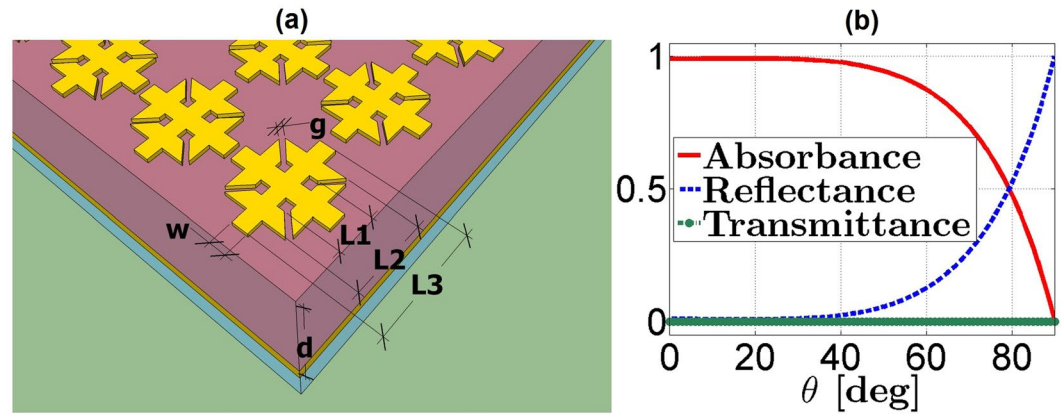 (a)
g
w
L1
L2
L3
d
(b)
1
0.5
0
Absorbance
Reflectance
Transmittance
0 20 40 60 80
θ [deg]